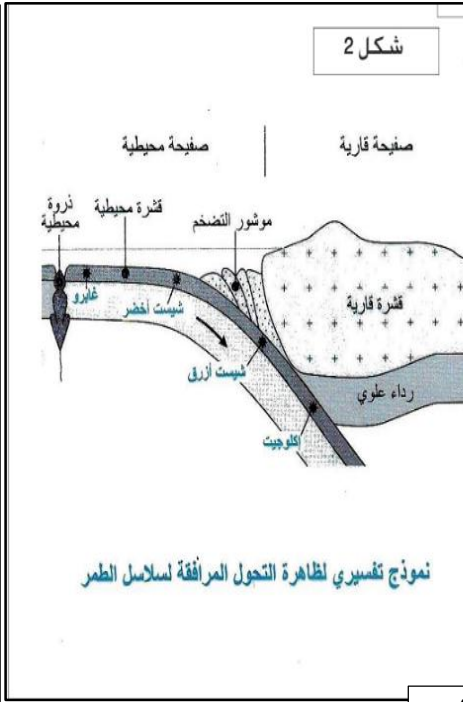 شكل 2
صفيحة قارية
صفيحة محيطية
ذروة
محيطية
قشرة محيطية
موشور التضخم
غابرو
شيست أخضر
قشرة قارية
شيست أزرق
رداء علوي
إكلوجيت
نموذج تفسيري لظاهرة التحول المرافقة لسلاسل الطمر